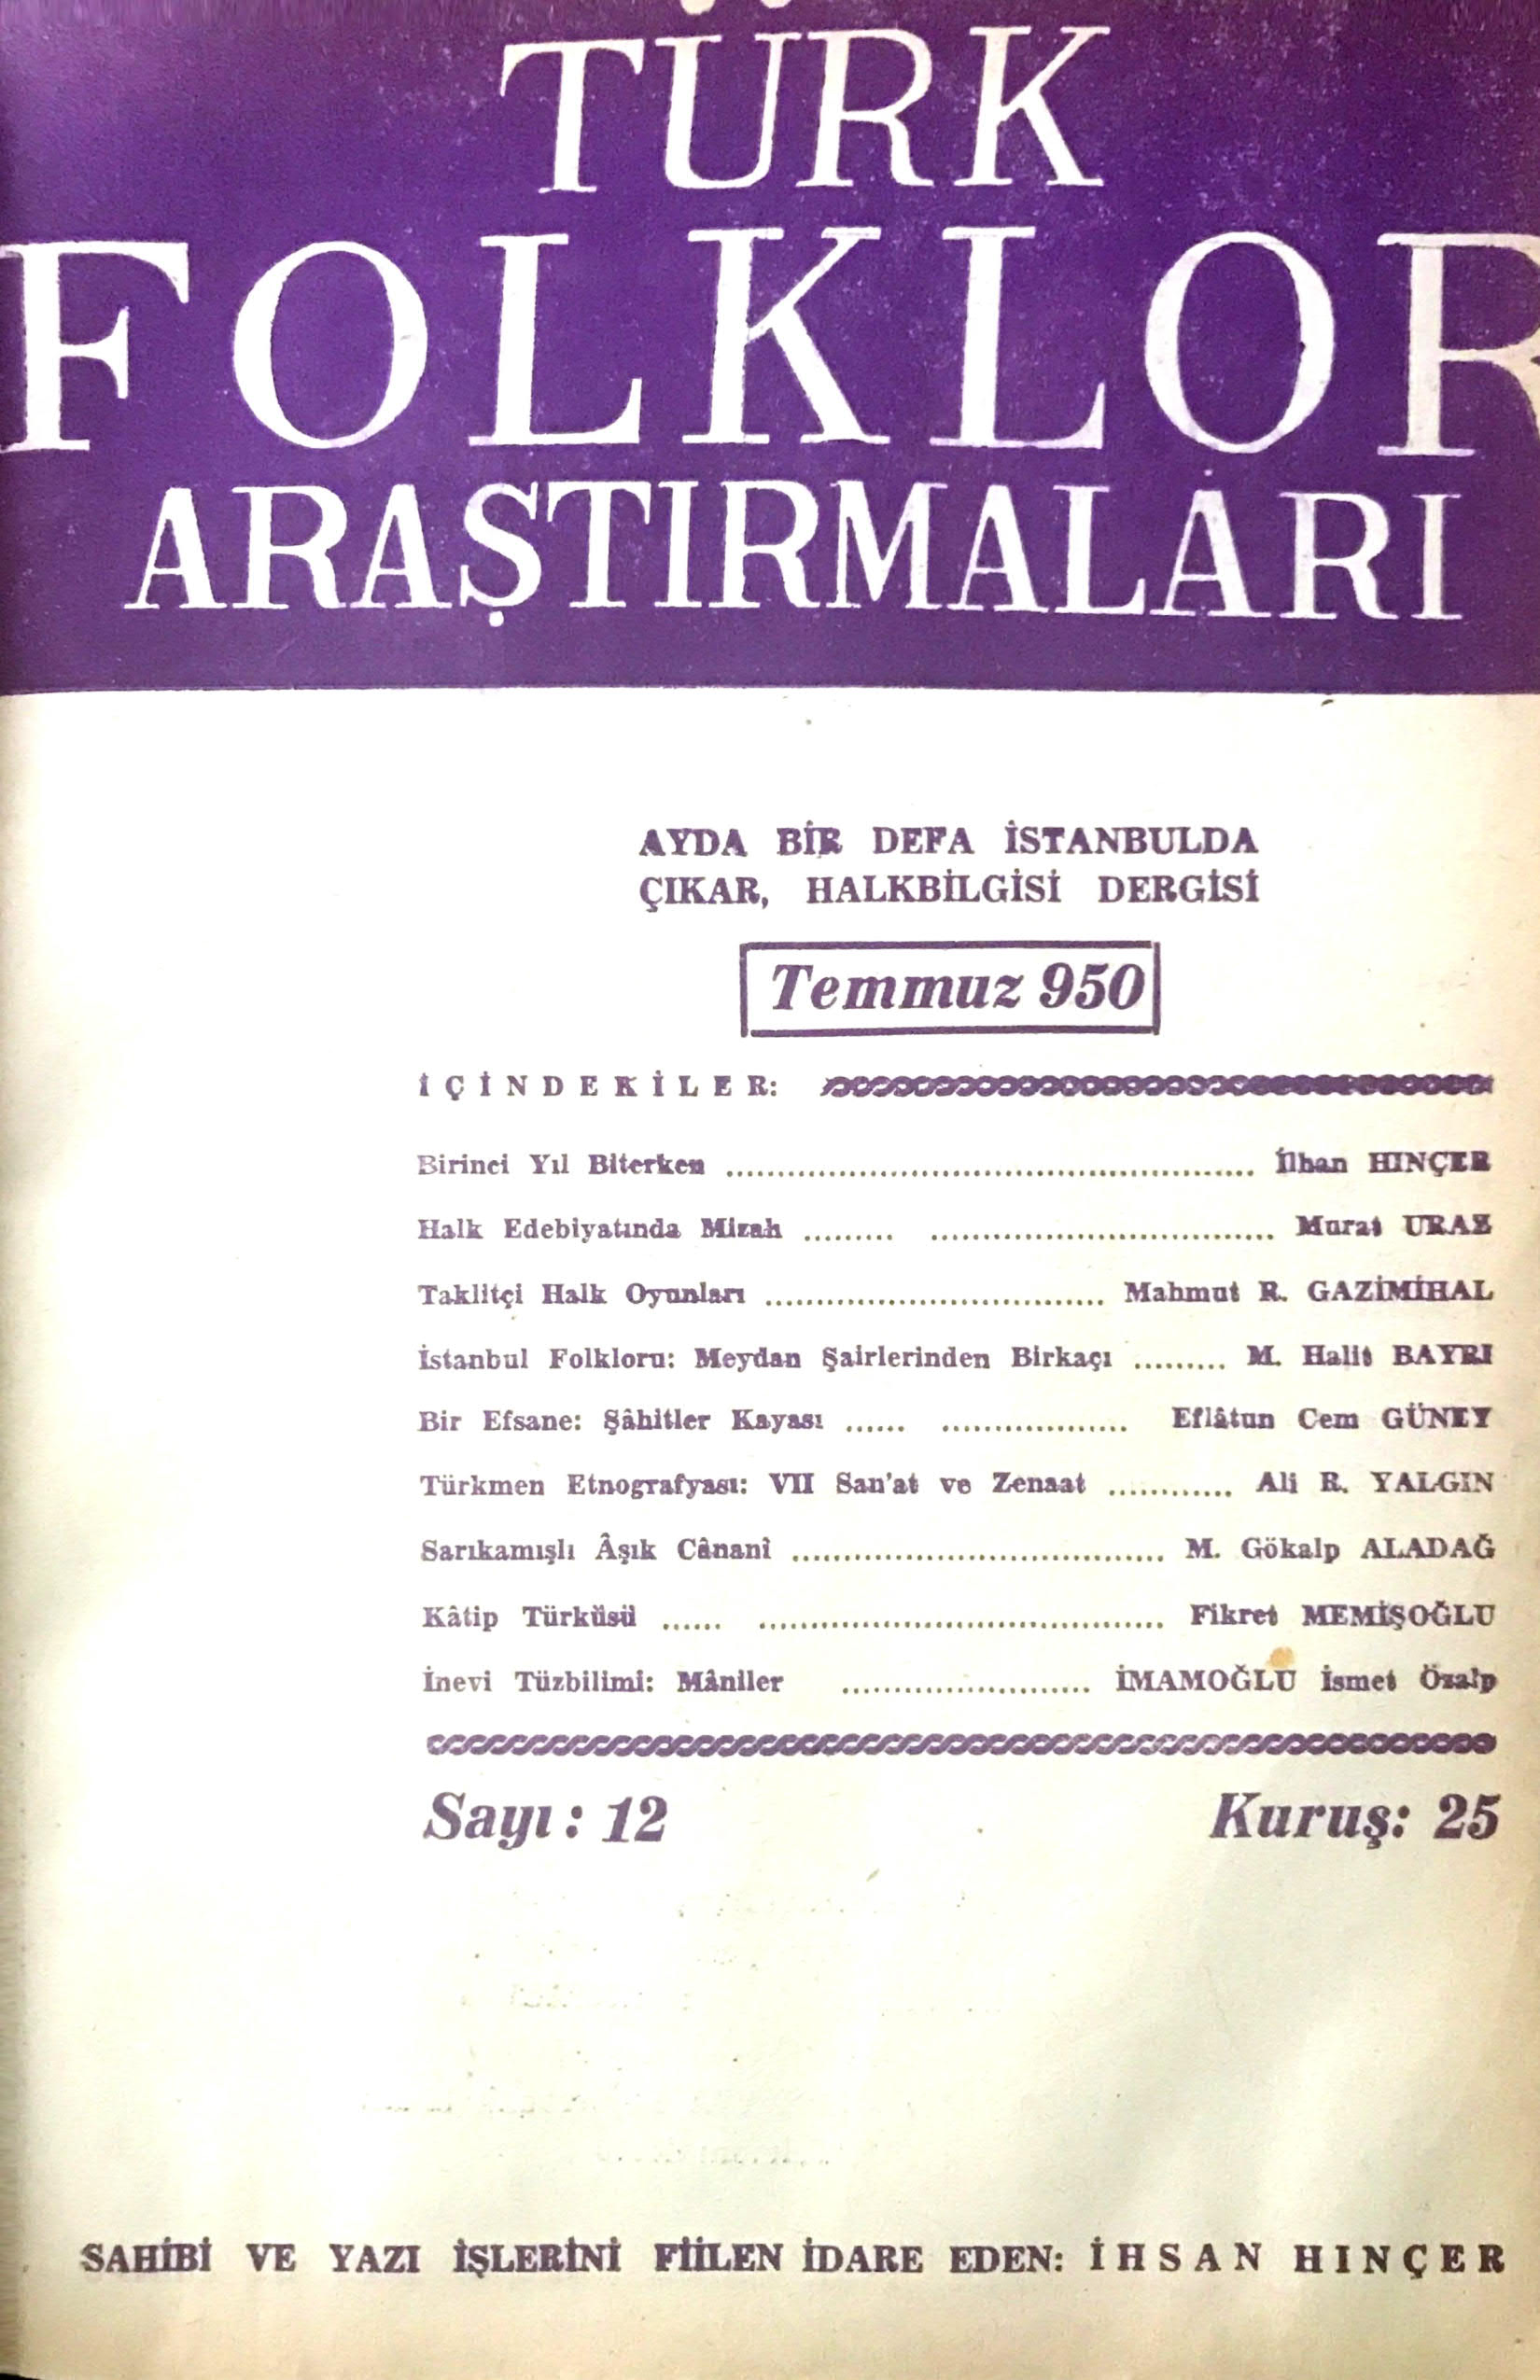 TÜRK
FOLKLOR
ARAŞTIRMALARI
AYDA BİR DEFA İSTANBULDA
ÇIKAR, HALKBİLGİSİ DERGİSİ
Temmuz 950
İÇİNDEKİLER:
Birinci Yıl Biterken ........ İlhan HINÇER
Halk Edebiyatında Mizah ........ Murat URAZ
Taklitçi Halk Oyunları ........ Mahmut R. GAZİMİHAL
İstanbul Folkloru: Meydan Şairlerinden Birkaçı ........ M. Halit BAYRI
Bir Efsane: Şâhitler Kayası ........ Eflâtun Cem GÜNEY
Türkmen Etnografyası: VII San'at ve Zenaat ........ Ali R. YALGIN
Sarıkamışlı Âşık Cânanî ........ M. Gökalp ALADAĞ
Kâtip Türküsü ........ Fikret MEMİŞOĞLU
İnevi Tüzbilimi: Mâniler ........ İMAMOĞLU İsmet Özalp
Sayı: 12 Kuruş: 25
SAHİBİ VE YAZI İŞLERİNİ FİİLEN İDARE EDEN: İHSAN HINÇER